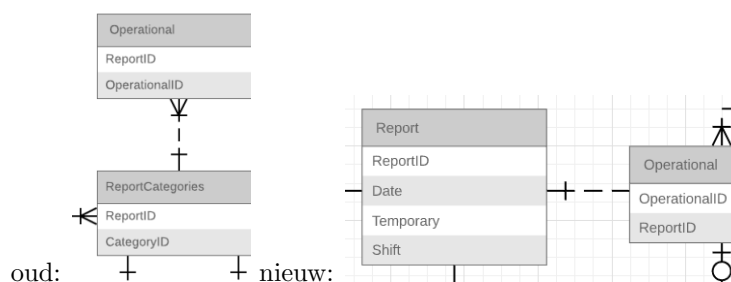 oud:
Operational
ReportID
OperationalID
ReportCategories
ReportID
CategoryID
nieuw:
Report
ReportID
Date
Temporary
Shift
Operational
OperationalID
ReportID